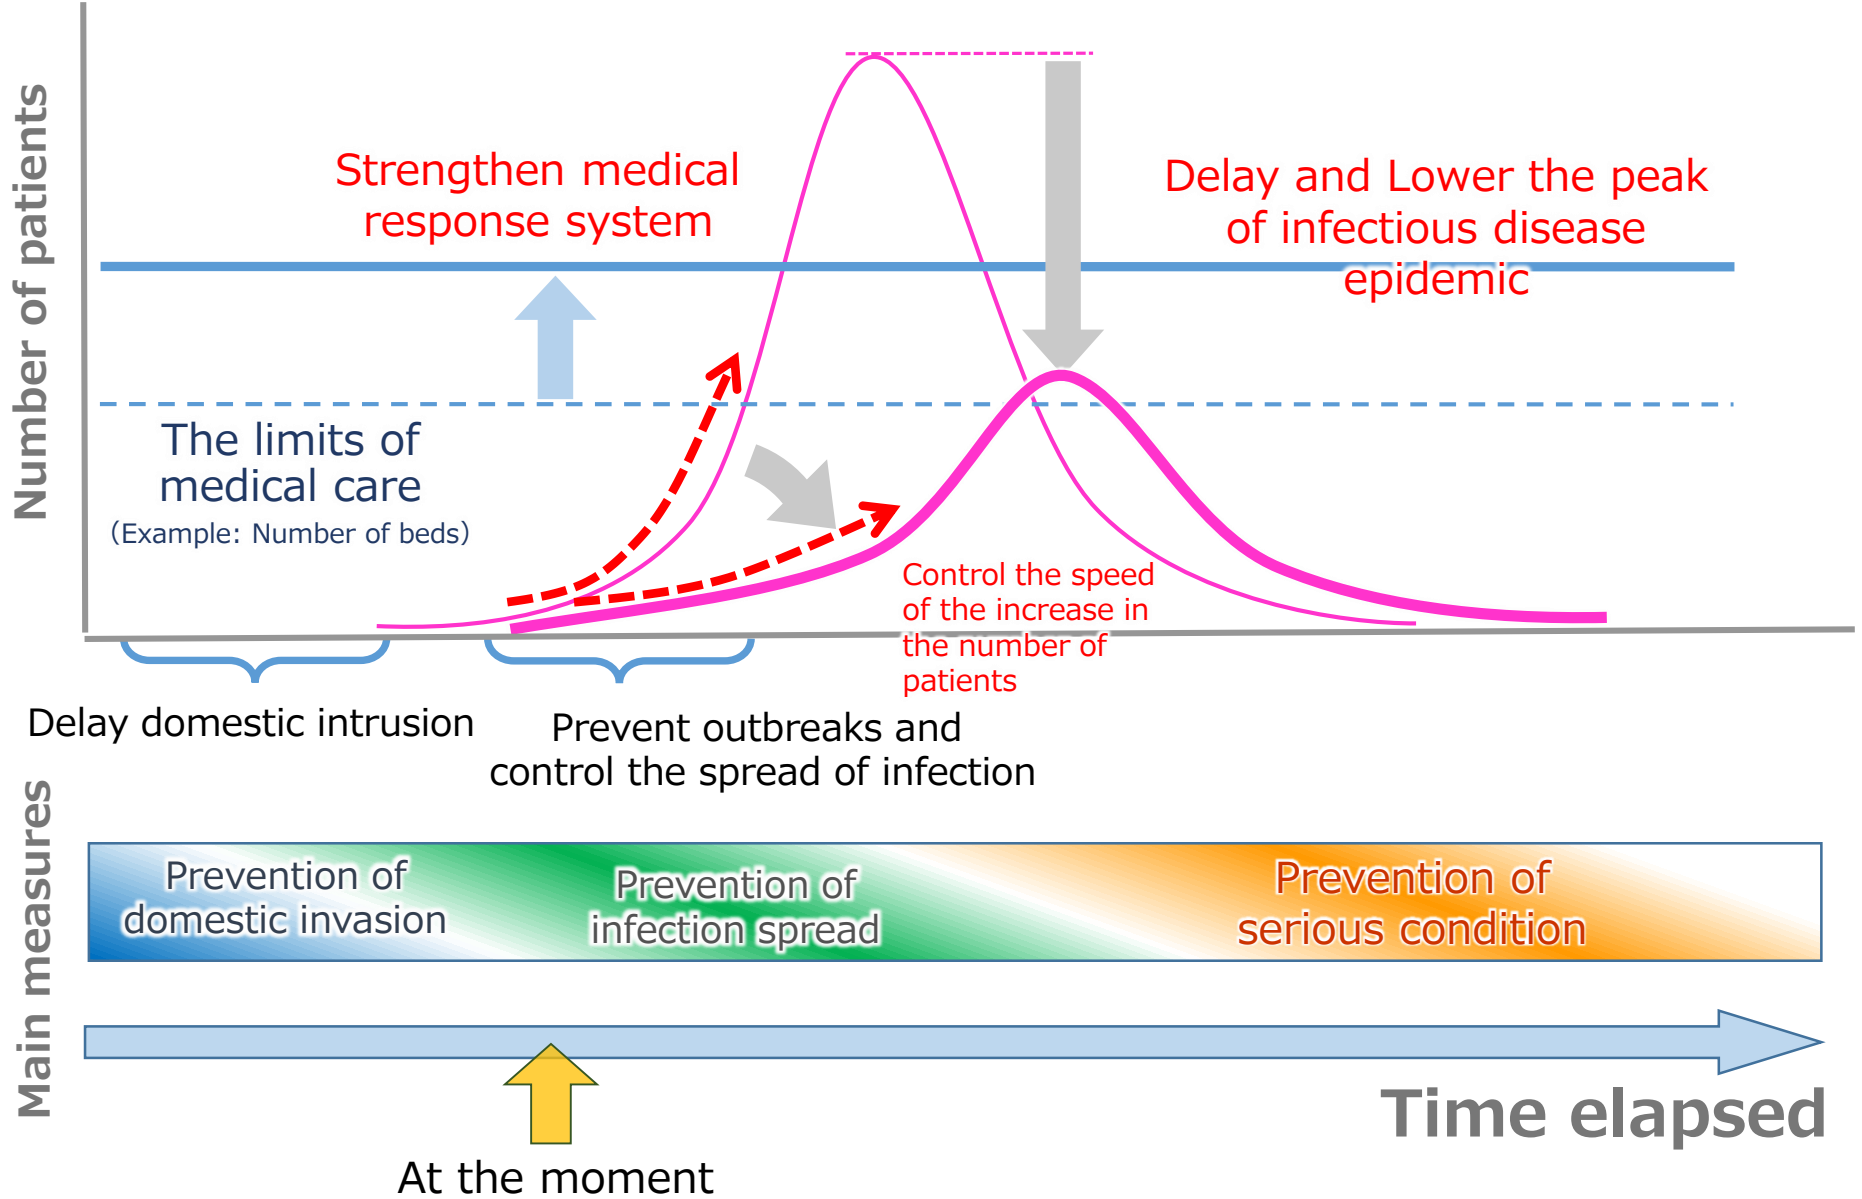 Number of patients
Strengthen medical
response system
Delay and Lower the peak
of infectious disease
epidemic
The limits of
medical care
(Example: Number of beds)
Control the speed
of the increase in
the number of
patients
Delay domestic intrusion
Prevent outbreaks and
control the spread of infection
Main measures
Prevention of
domestic invasion
Prevention of
infection spread
Prevention of
serious condition
Time elapsed
At the moment